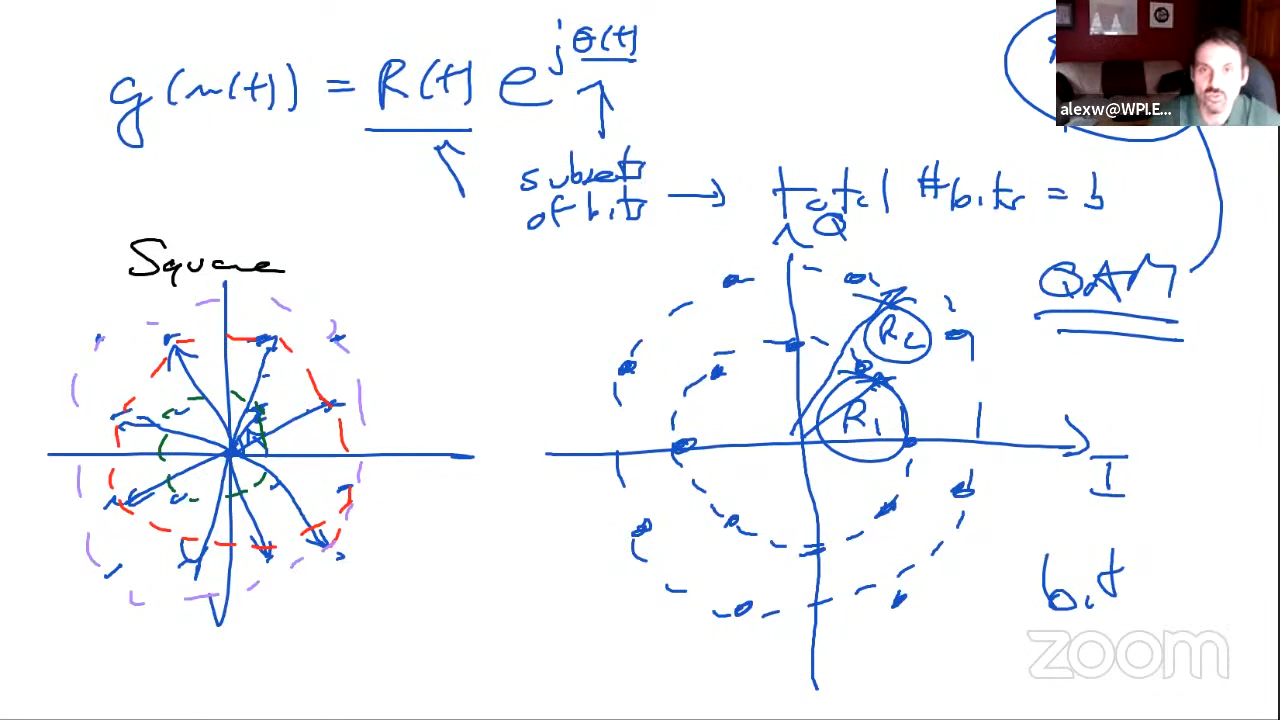 g(m(t)) = R(t) e^{jθ(t)}
alexw@WPI.E...
subset of bits → total # bits = b
Square
Q
QAM
R2
R1
I
bit
zoom